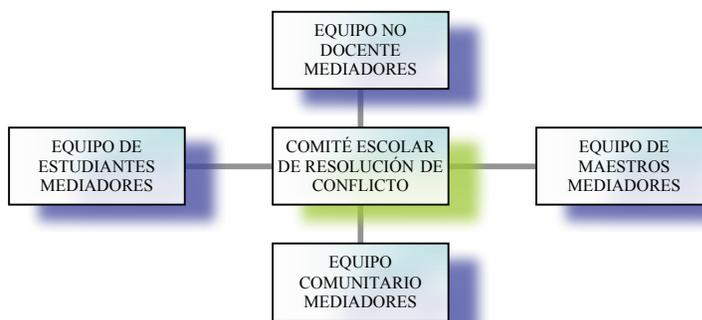 EQUIPO NO
DOCENTE
MEDIADORES
EQUIPO DE
ESTUDIANTES
MEDIADORES
COMITÉ ESCOLAR
DE RESOLUCIÓN DE
CONFLICTO
EQUIPO DE
MAESTROS
MEDIADORES
EQUIPO
COMUNITARIO
MEDIADORES